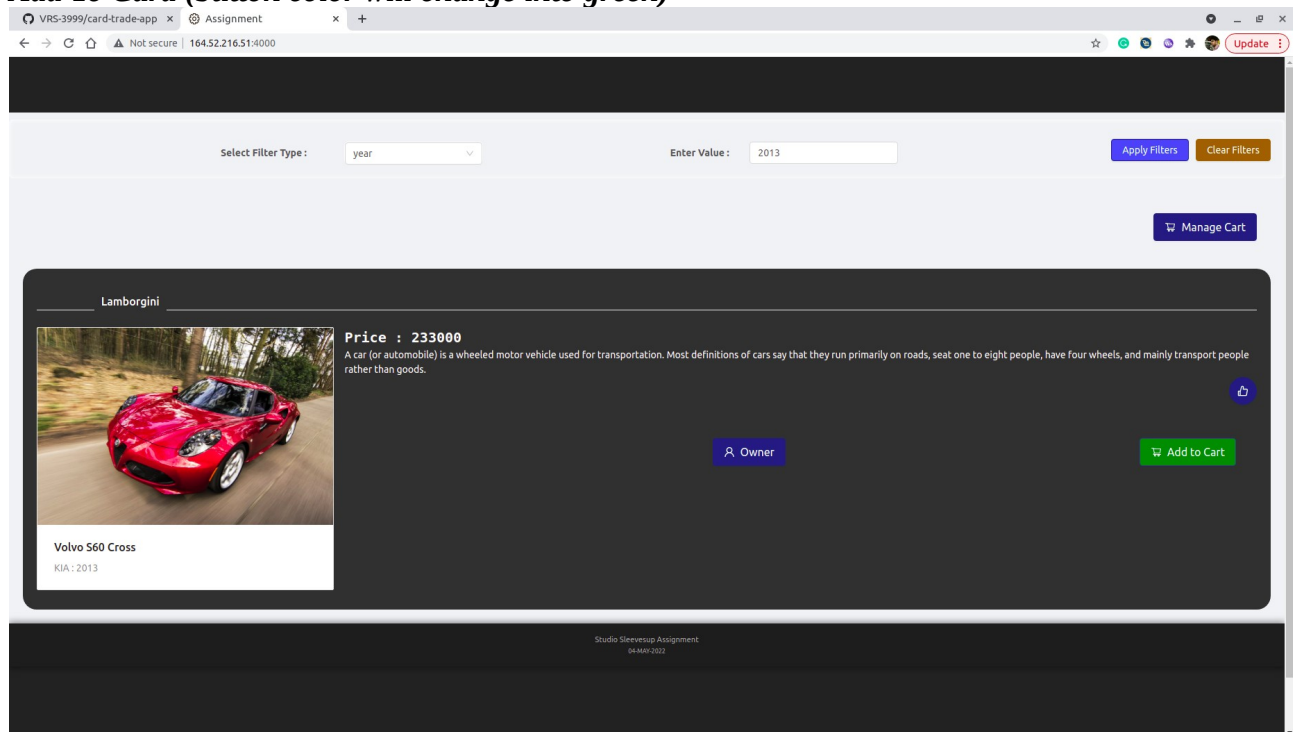 Add To Card (button color will change into green)
VRS-3999/card-trade-app × Assignment × +
Not secure | 164.52.216.51:4000 Update
Select Filter Type : year Enter Value : 2013 Apply Filters Clear Filters
Manage Cart
Lamborgini
Price : 233000
A car (or automobile) is a wheeled motor vehicle used for transportation. Most definitions of cars say that they run primarily on roads, seat one to eight people, have four wheels, and mainly transport people
rather than goods.
Owner Add to Cart
Volvo S60 Cross
KIA : 2013
Studio Sleevesup Assignment
04-MAY-2022